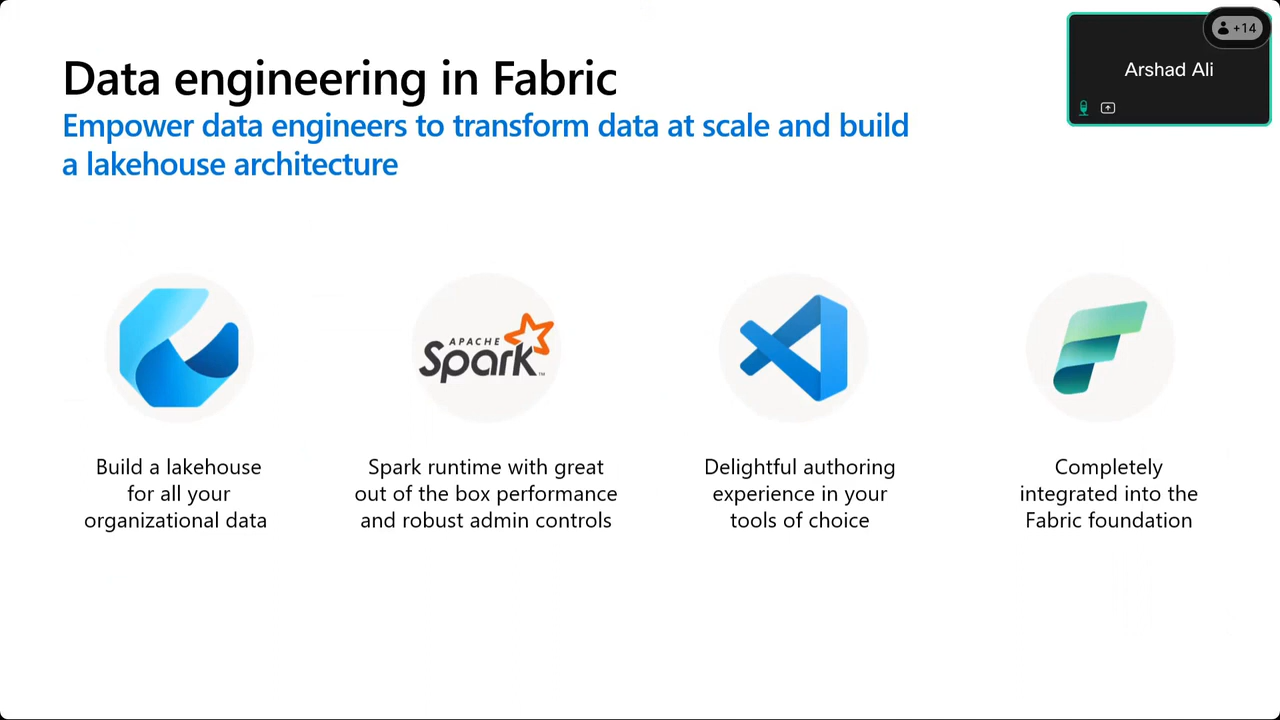 Data engineering in Fabric
Empower data engineers to transform data at scale and build
a lakehouse architecture
+14
Arshad Ali
APACHE
Spark™
Build a lakehouse
for all your
organizational data
Spark runtime with great
out of the box performance
and robust admin controls
Delightful authoring
experience in your
tools of choice
Completely
integrated into the
Fabric foundation